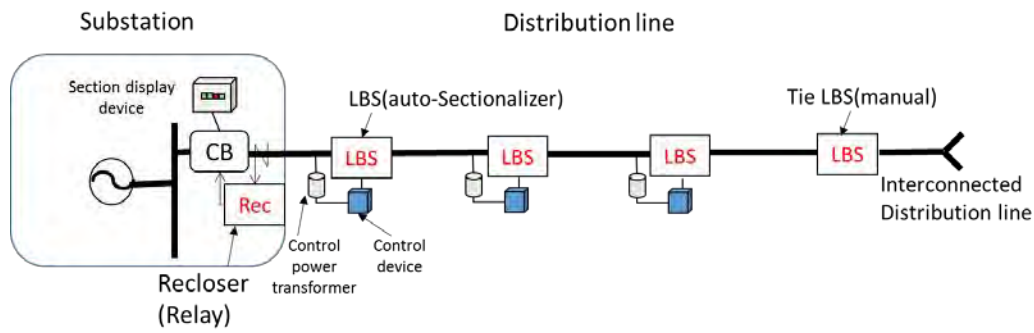 Substation
Distribution line
Section display
device
LBS(auto-Sectionalizer)
Tie LBS(manual)
CB
LBS
LBS
LBS
LBS
Rec
Interconnected
Distribution line
Control
power
transformer
Control
device
Recloser
(Relay)